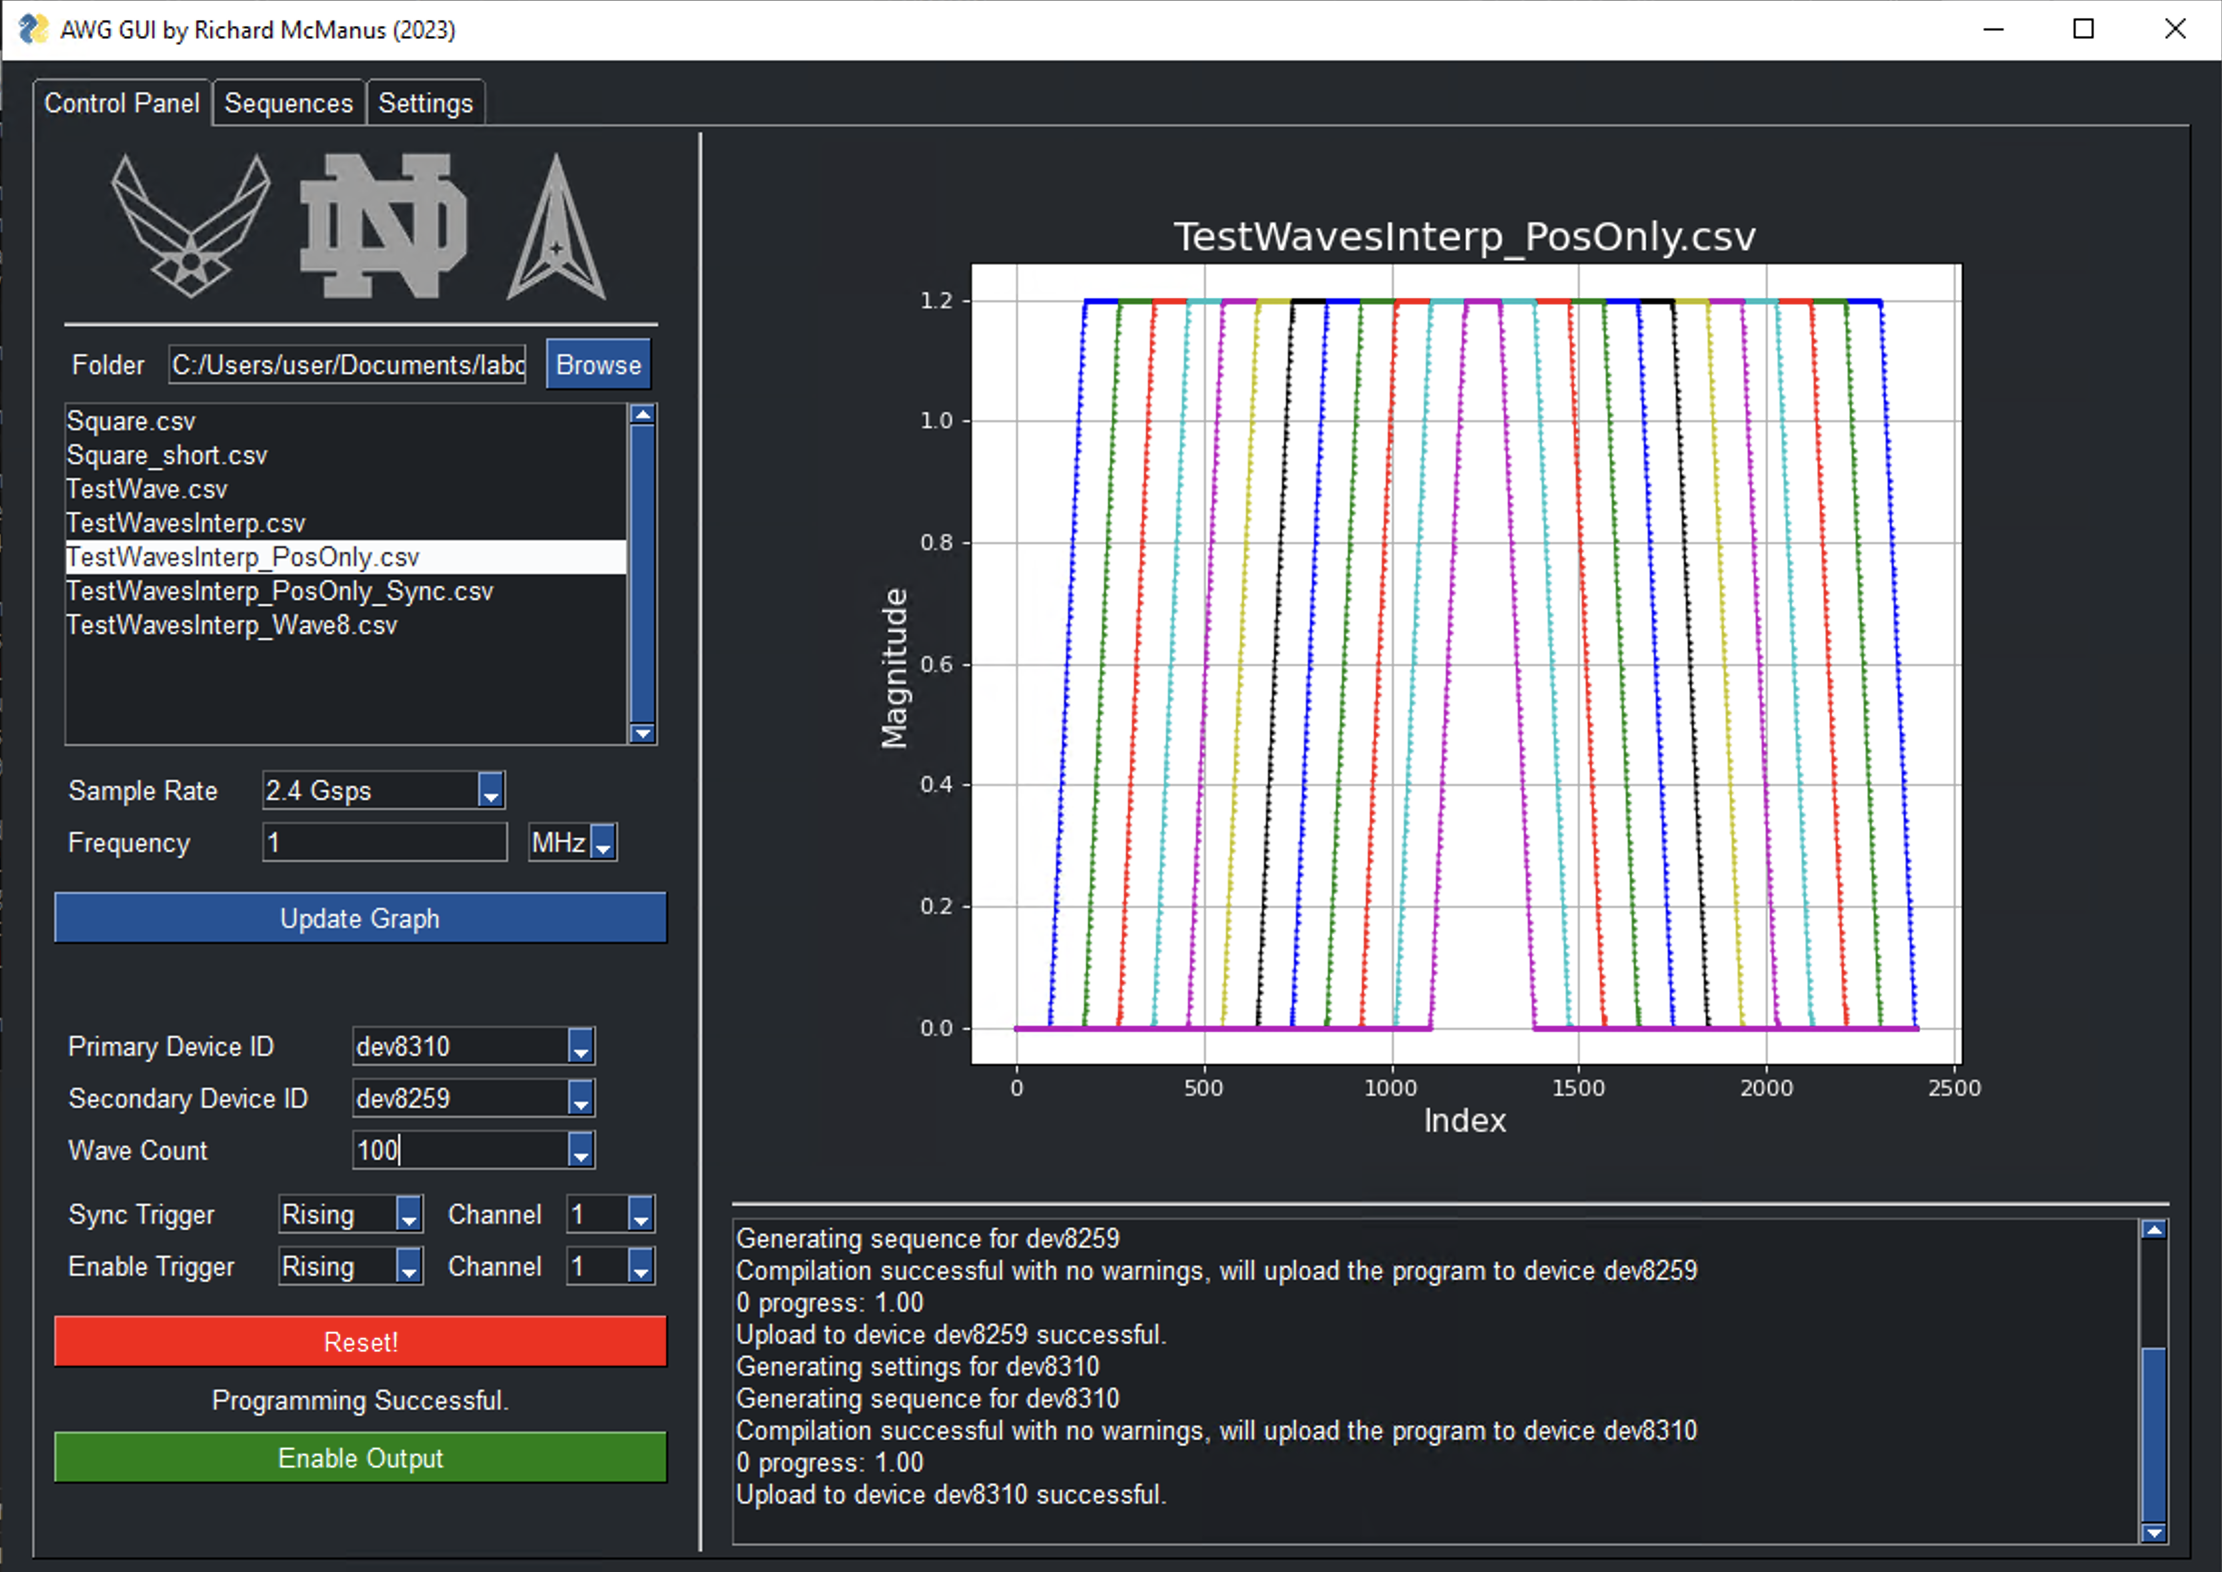 AWG GUI by Richard McManus (2023)
Control Panel Sequences Settings
ND
Folder C:/Users/user/Documents/labc Browse
Square.csv
Square_short.csv
TestWave.csv
TestWavesInterp.csv
TestWavesInterp_PosOnly.csv
TestWavesInterp_PosOnly_Sync.csv
TestWavesInterp_Wave8.csv
Sample Rate 2.4 Gsps
Frequency 1 MHz
Update Graph
Primary Device ID dev8310
Secondary Device ID dev8259
Wave Count 100
Sync Trigger Rising Channel 1
Enable Trigger Rising Channel 1
Reset!
Programming Successful.
Enable Output
TestWavesInterp_PosOnly.csv
Magnitude
1.2
1.0
0.8
0.6
0.4
0.2
0.0
0 500 1000 1500 2000 2500
Index
Generating sequence for dev8259
Compilation successful with no warnings, will upload the program to device dev8259
0 progress: 1.00
Upload to device dev8259 successful.
Generating settings for dev8310
Generating sequence for dev8310
Compilation successful with no warnings, will upload the program to device dev8310
0 progress: 1.00
Upload to device dev8310 successful.